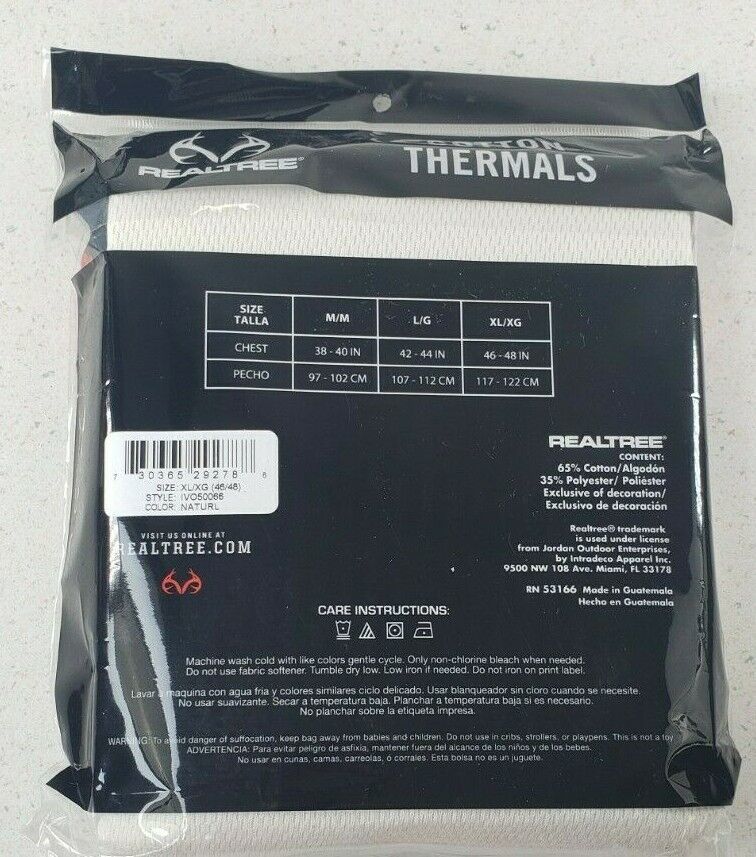 REALTREE®
COTTON
THERMALS
SIZE TALLA M/M L/G XL/XG
CHEST 38 - 40 IN 42 - 44 IN 46 - 48 IN
PECHO 97 - 102 CM 107 - 112 CM 117 - 122 CM
7 30365 29278 6
SIZE: XL/XG (46/48)
STYLE: IVO50066
COLOR: NATURL
VISIT US ONLINE AT
REALTREE.COM
REALTREE®
CONTENT:
65% Cotton/Algodón
35% Polyester/ Poliéster
Exclusive of decoration/
Exclusivo de decoración
Realtree® trademark
is used under license
from Jordan Outdoor Enterprises,
by Intradeco Apparel Inc.
9500 NW 108 Ave. Miami, FL 33178
RN 53166 Made in Guatemala
Hecho en Guatemala
CARE INSTRUCTIONS:
Machine wash cold with like colors gentle cycle. Only non-chlorine bleach when needed.
Do not use fabric softener. Tumble dry low. Low iron if needed. Do not iron on print label.
Lavar a maquina con agua fria y colores similares ciclo delicado. Usar blanqueador sin cloro cuando se necesite.
No usar suavizante. Secar a temperatura baja. Planchar a temperatura baja si es necesario.
No planchar sobre la etiqueta impresa.
WARNING: To avoid danger of suffocation, keep bag away from babies and children. Do not use in cribs, strollers, or playpens. This is not a toy.
ADVERTENCIA: Para evitar peligro de asfixia, mantener fuera del alcance de los niños y de los bebes.
No usar en cunas, camas, carreolas, ó corrales. Esta bolsa no es un juguete.